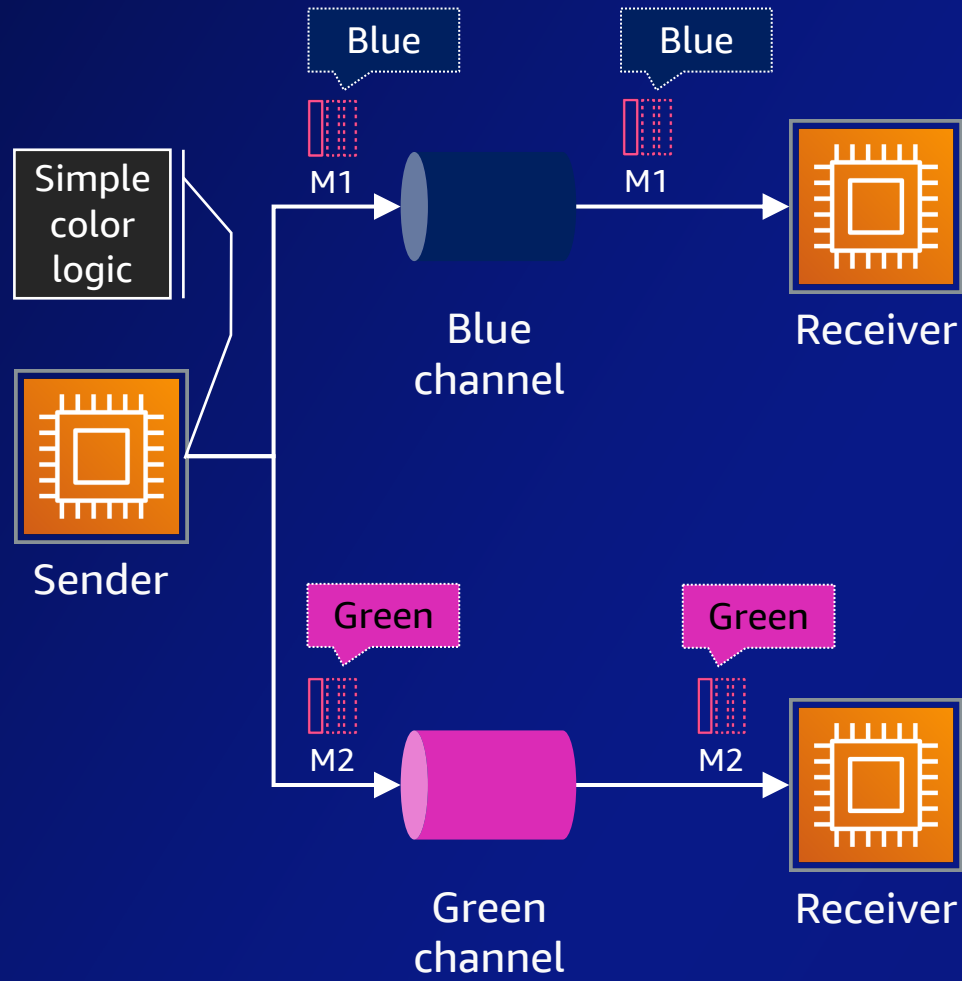 Blue
Blue
M1
M1
Simple
color
logic
Blue
channel
Receiver
Sender
Green
Green
M2
M2
Green
channel
Receiver